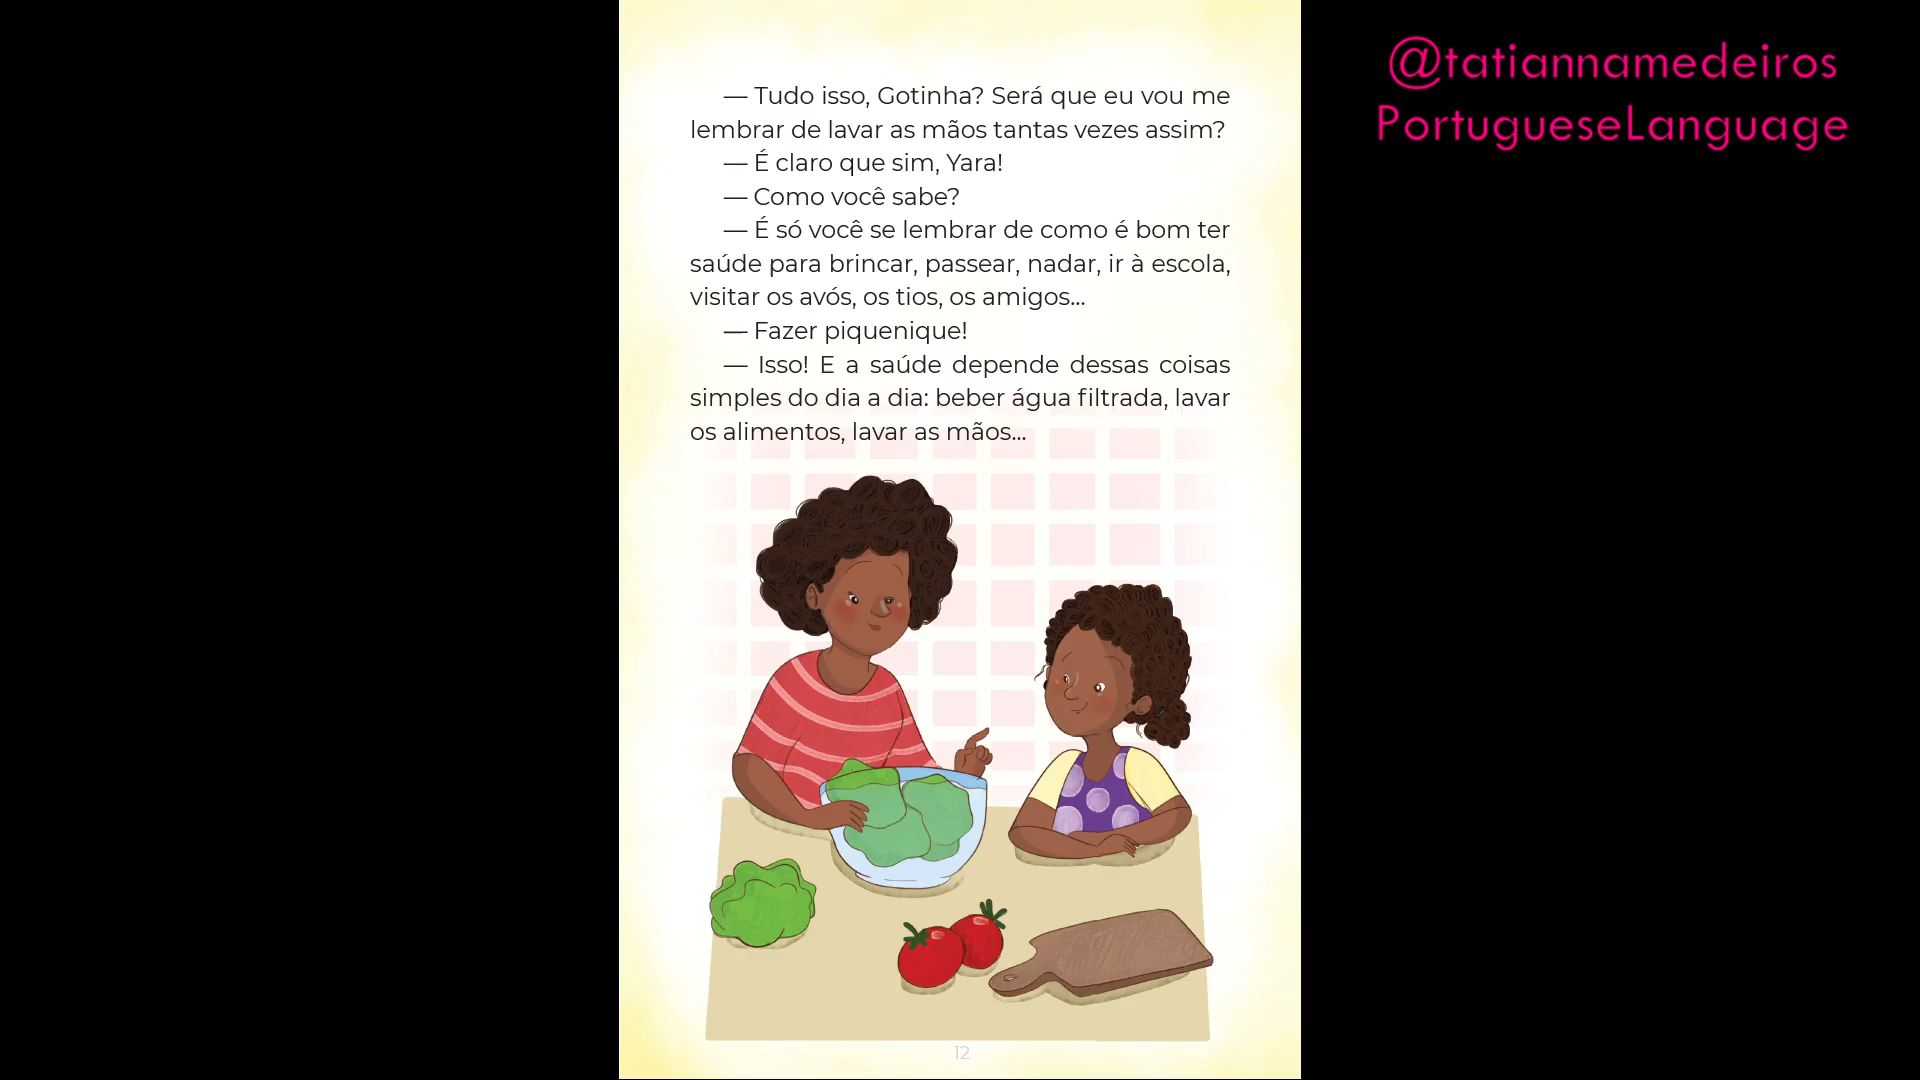 — Tudo isso, Gotinha? Será que eu vou me
lembrar de lavar as mãos tantas vezes assim?
— É claro que sim, Yara!
— Como você sabe?
— É só você se lembrar de como é bom ter
saúde para brincar, passear, nadar, ir à escola,
visitar os avós, os tios, os amigos...
— Fazer piquenique!
— Isso! E a saúde depende dessas coisas
simples do dia a dia: beber água filtrada, lavar
os alimentos, lavar as mãos...
12
@tatiannamedeiros
PortugueseLanguage